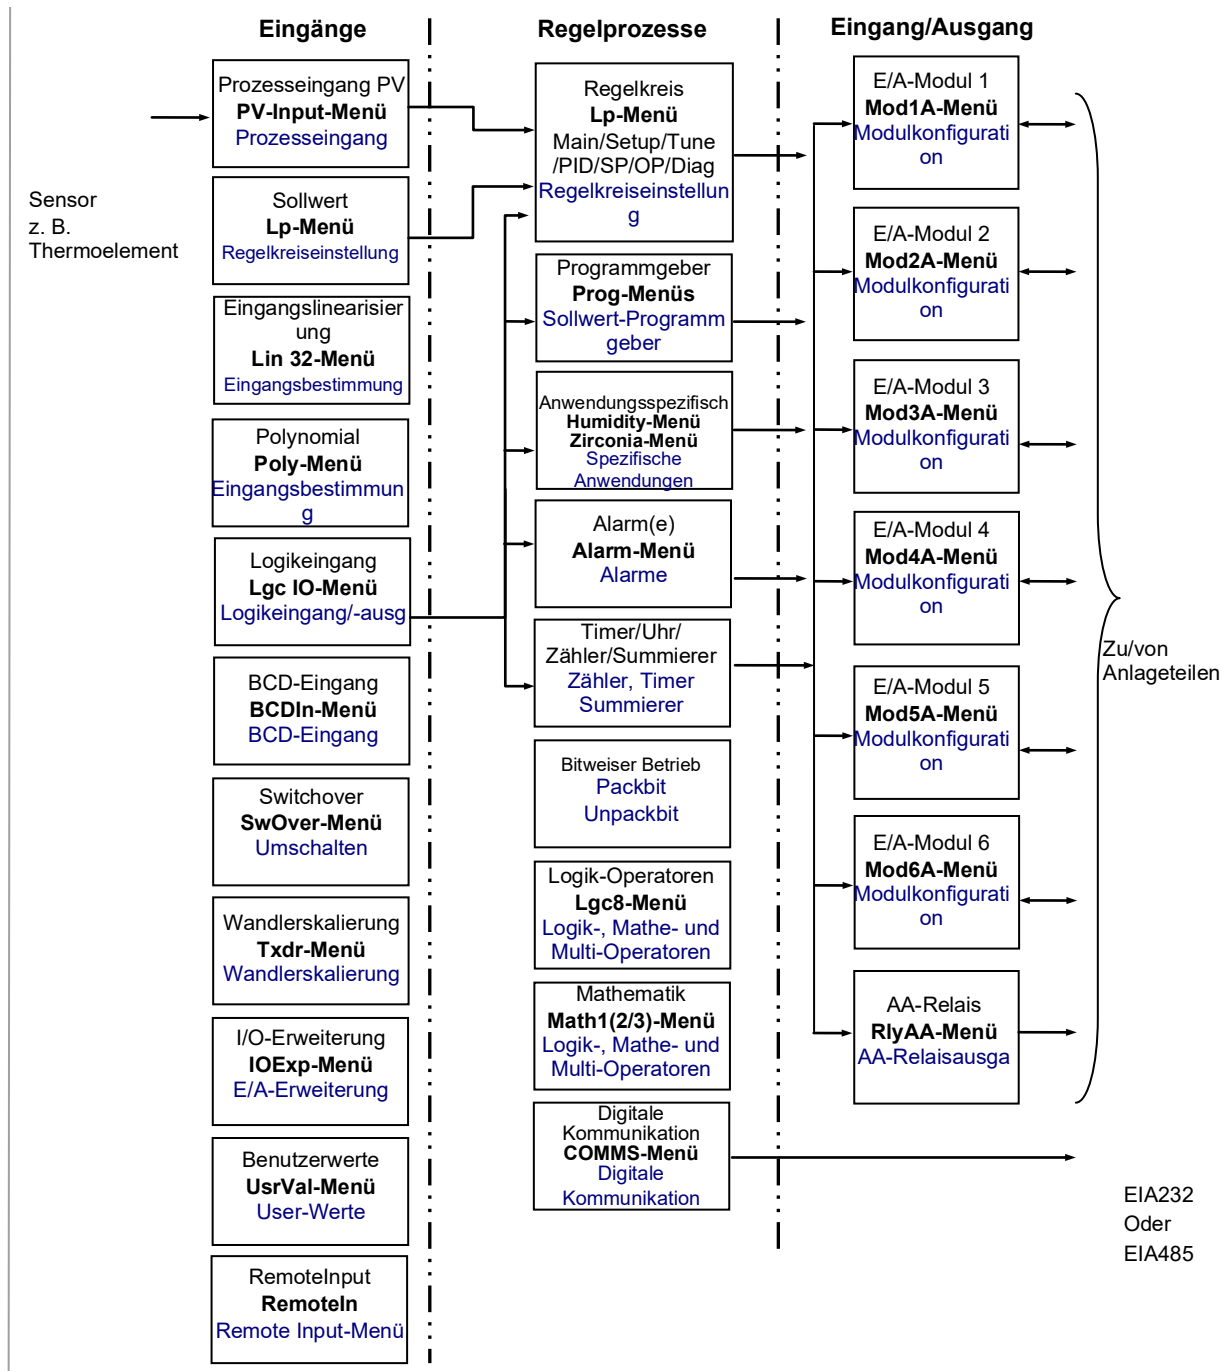 Eingänge
Regelprozesse
Eingang/Ausgang
Sensor
z. B.
Thermoelement
Prozesseingang PV
PV-Input-Menü
Prozesseingang
Sollwert
Lp-Menü
Regelkreiseinstellung
Eingangslinearisier
ung
Lin 32-Menü
Eingangsbestimmung
Polynomial
Poly-Menü
Eingangsbestimmun
g
Logikeingang
Lgc IO-Menü
Logikeingang/-ausg
BCD-Eingang
BCDIn-Menü
BCD-Eingang
Switchover
SwOver-Menü
Umschalten
Wandlerskalierung
Txdr-Menü
Wandlerskalierung
I/O-Erweiterung
IOExp-Menü
E/A-Erweiterung
Benutzerwerte
UsrVal-Menü
User-Werte
RemoteInput
RemoteIn
Remote Input-Menü
Regelkreis
Lp-Menü
Main/Setup/Tune
/PID/SP/OP/Diag
Regelkreiseinstellun
g
Programmgeber
Prog-Menüs
Sollwert-Programm
geber
Anwendungsspezifisch
Humidity-Menü
Zirconia-Menü
Spezifische
Anwendungen
Alarm(e)
Alarm-Menü
Alarme
Timer/Uhr/
Zähler/Summierer
Zähler, Timer
Summierer
Bitweiser Betrieb
Packbit
Unpackbit
Logik-Operatoren
Lgc8-Menü
Logik-, Mathe- und
Multi-Operatoren
Mathematik
Math1(2/3)-Menü
Logik-, Mathe- und
Multi-Operatoren
Digitale
Kommunikation
COMMS-Menü
Digitale
Kommunikation
E/A-Modul 1
Mod1A-Menü
Modulkonfigurati
on
E/A-Modul 2
Mod2A-Menü
Modulkonfigurati
on
E/A-Modul 3
Mod3A-Menü
Modulkonfigurati
on
E/A-Modul 4
Mod4A-Menü
Modulkonfigurati
on
E/A-Modul 5
Mod5A-Menü
Modulkonfigurati
on
E/A-Modul 6
Mod6A-Menü
Modulkonfigurati
on
AA-Relais
RlyAA-Menü
AA-Relaisausga
Zu/von
Anlageteilen
EIA232
Oder
EIA485